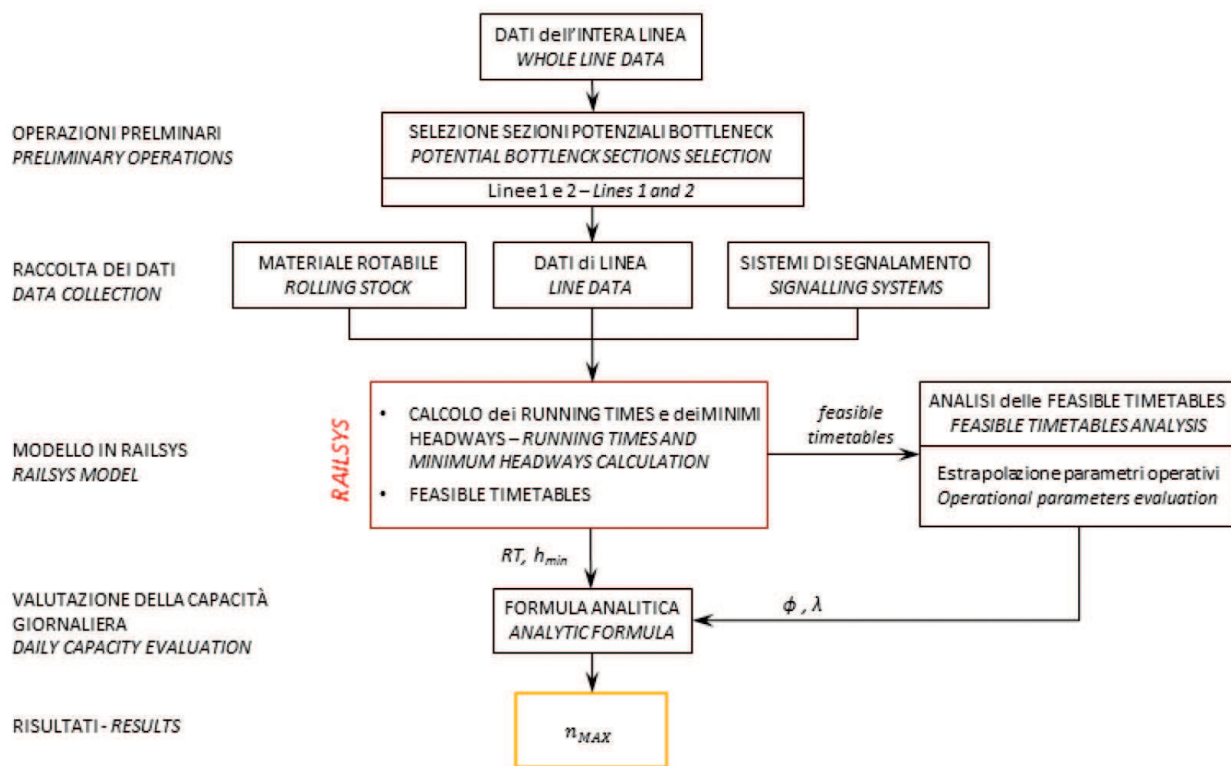 DATI dell'INTERA LINEA
WHOLE LINE DATA
OPERAZIONI PRELMINARI
PRELIMINARY OPERATIONS
SELEZIONE SEZIONI POTENZIALI BOTTLENECK
POTENTIAL BOTTLENCK SECTIONS SELECTION
Linee 1 e 2 – Lines 1 and 2
RACCOLTA DEI DATI
DATA COLLECTION
MATERIALE ROTABILE
ROLLING STOCK
DATI di LINEA
LINE DATA
SISTEMI DI SEGNALAMENTO
SIGNALLING SYSTEMS
MODELLO IN RAILSYS
RAILSYS MODEL
RAILSYS
• CALCOLO dei RUNNING TIMES e dei MINIMI
HEADWAYS – RUNNING TIMES AND
MINIMUM HEADWAYS CALCULATION
• FEASIBLE TIMETABLES
feasible
timetables
ANALISI delle FEASIBLE TIMETABLES
FEASIBLE TIMETABLES ANALYSIS
Estrapolazione parametri operativi
Operational parameters evaluation
RT, h_min
VALUTAZIONE DELLA CAPACITÀ
GIORNALIERA
DAILY CAPACITY EVALUATION
FORMULA ANALITICA
ANALYTIC FORMULA
ϕ , λ
RISULTATI - RESULTS
n_MAX